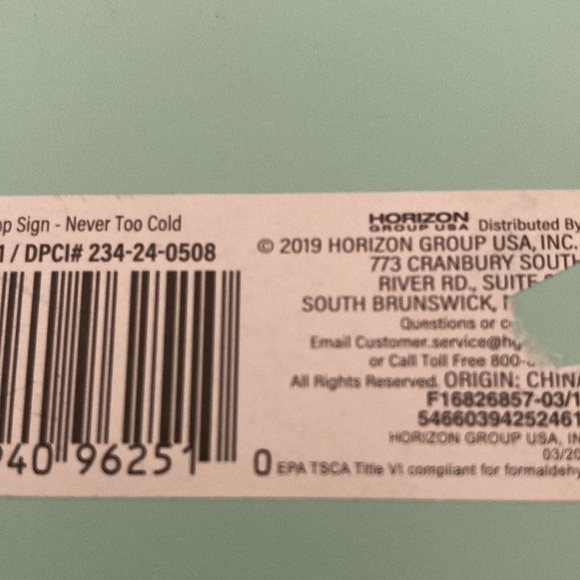 op Sign - Never Too Cold
1 / DPCI# 234-24-0508
940 96251 0
HORIZON GROUP USA Distributed By
© 2019 HORIZON GROUP USA, INC.
773 CRANBURY SOUTH
RIVER RD., SUITE
SOUTH BRUNSWICK,
Questions or
Email Customer.service@h
or Call Toll Free 800-
All Rights Reserved. ORIGIN: CHINA
F16826857-03/1
54660394252461
HORIZON GROUP USA, IN
03/20
EPA TSCA Title VI compliant for formaldehy